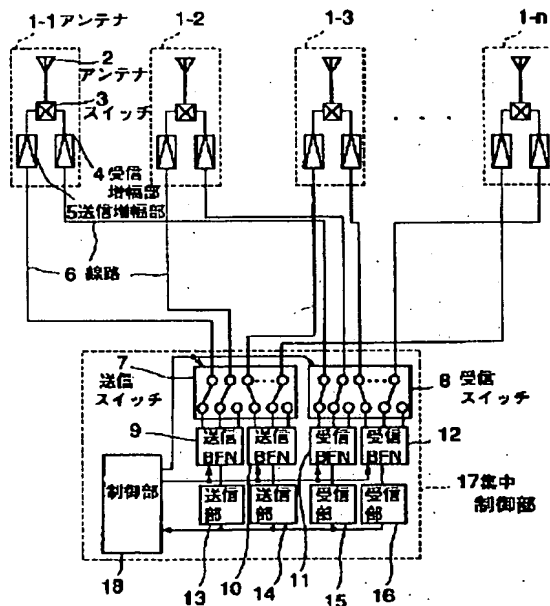 1-1 アンテナ
1-2
1-3
1-n
2
アンテナ
3 スイッチ
4 受信
増幅部
5 送信増幅部
6 線路
7
送信
スイッチ
8 受信
スイッチ
9
送信
BFN
送信
BFN
受信
BFN
受信
BFN
12
制御部
送信
部
送信
部
受信
部
受信
部
17 集中
制御部
18
13
10
14
11
15
16